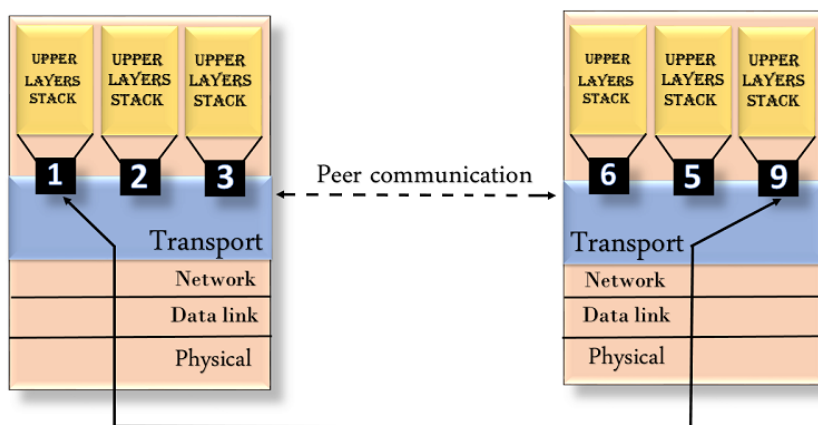 UPPER
LAYERS
STACK
UPPER
LAYERS
STACK
UPPER
LAYERS
STACK
1
2
3
Transport
Network
Data link
Physical
Peer communication
UPPER
LAYERS
STACK
UPPER
LAYERS
STACK
UPPER
LAYERS
STACK
6
5
9
Transport
Network
Data link
Physical